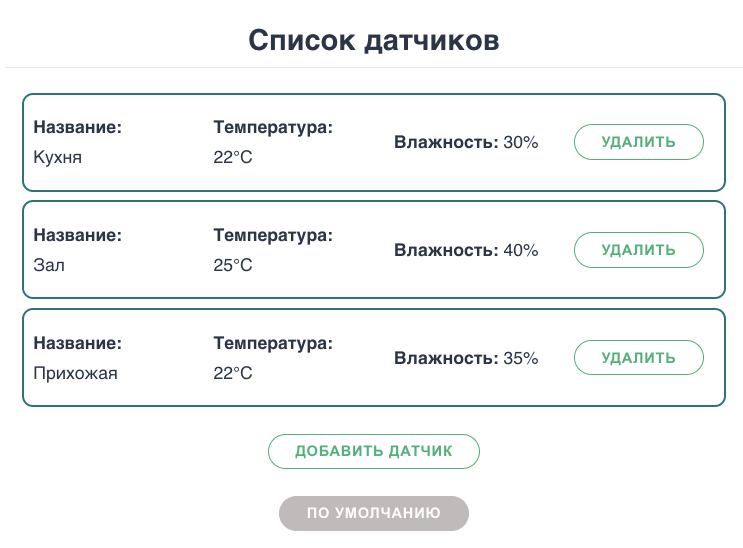 Список датчиков
Название:
Кухня
Температура:
22°C
Влажность: 30%
УДАЛИТЬ
Название:
Зал
Температура:
25°C
Влажность: 40%
УДАЛИТЬ
Название:
Прихожая
Температура:
22°C
Влажность: 35%
УДАЛИТЬ
ДОБАВИТЬ ДАТЧИК
ПО УМОЛЧАНИЮ